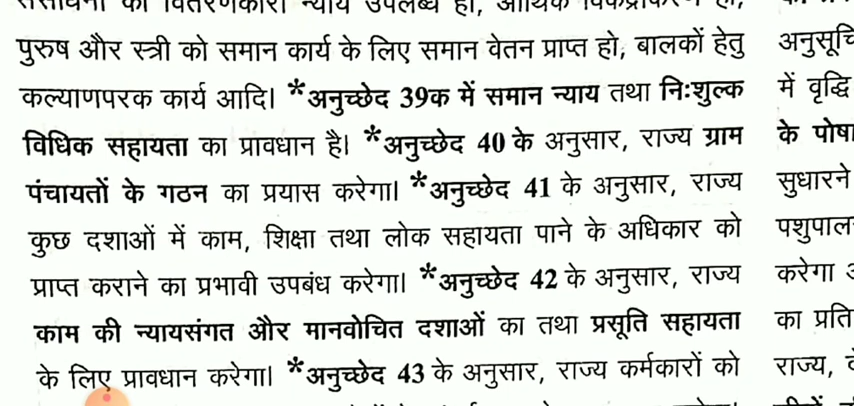 पुरुष और स्त्री को समान कार्य के लिए समान वेतन प्राप्त हो, बालकों हेतु
कल्याणपरक कार्य आदि। *अनुच्छेद 39क में समान न्याय तथा निःशुल्क
विधिक सहायता का प्रावधान है। *अनुच्छेद 40 के अनुसार, राज्य ग्राम
पंचायतों के गठन का प्रयास करेगा। *अनुच्छेद 41 के अनुसार, राज्य
कुछ दशाओं में काम, शिक्षा तथा लोक सहायता पाने के अधिकार को
प्राप्त कराने का प्रभावी उपबंध करेगा। *अनुच्छेद 42 के अनुसार, राज्य
काम की न्यायसंगत और मानवोचित दशाओं का तथा प्रसूति सहायता
के लिए प्रावधान करेगा। *अनुच्छेद 43 के अनुसार, राज्य कर्मकारों को
में वृद्धि
सुधारने
करेगा
का प्रति
राज्य,